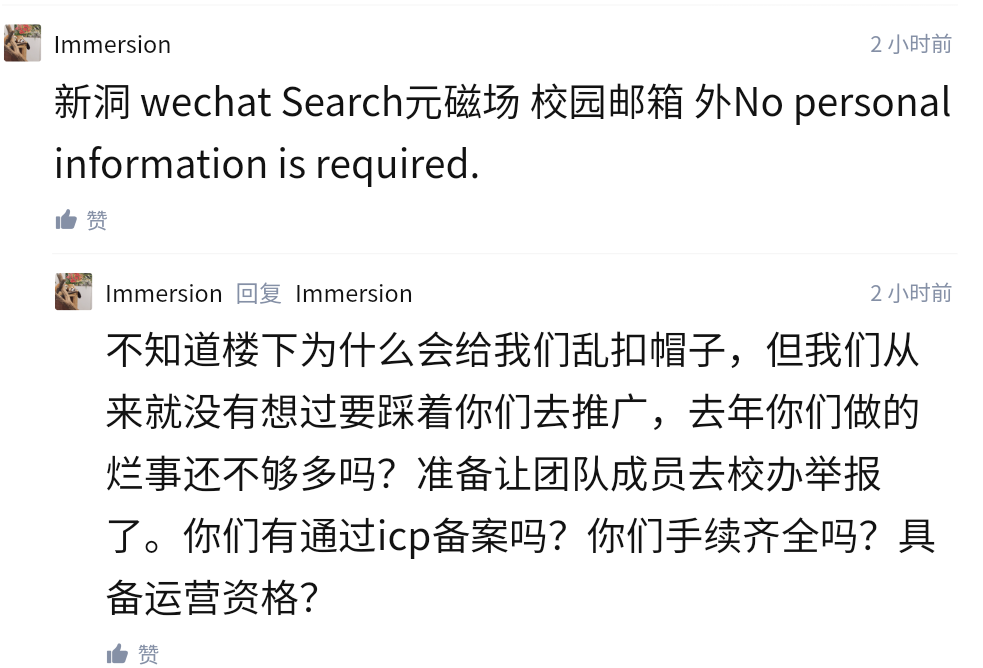 Immersion 2 小时前
新洞 wechat Search元磁场 校园邮箱 外No personal
information is required.
赞
Immersion 回复 Immersion 2 小时前
不知道楼下为什么会给我们乱扣帽子，但我们从
来就没有想过要踩着你们去推广，去年你们做的
烂事还不够多吗？准备让团队成员去校办举报
了。你们有通过icp备案吗？你们手续齐全吗？具
备运营资格？
赞